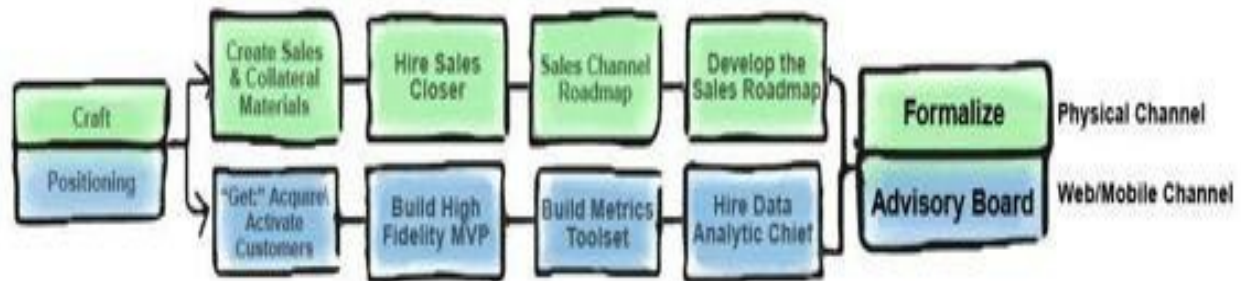 Craft
Positioning
Create Sales
& Collateral
Materials
Hire Sales
Closer
Sales Channel
Roadmap
Develop the
Sales Roadmap
"Get:" Acquire\
Activate
Customers
Build High
Fidelity MVP
Build Metrics
Toolset
Hire Data
Analytic Chief
Formalize
Advisory Board
Physical Channel
Web/Mobile Channel